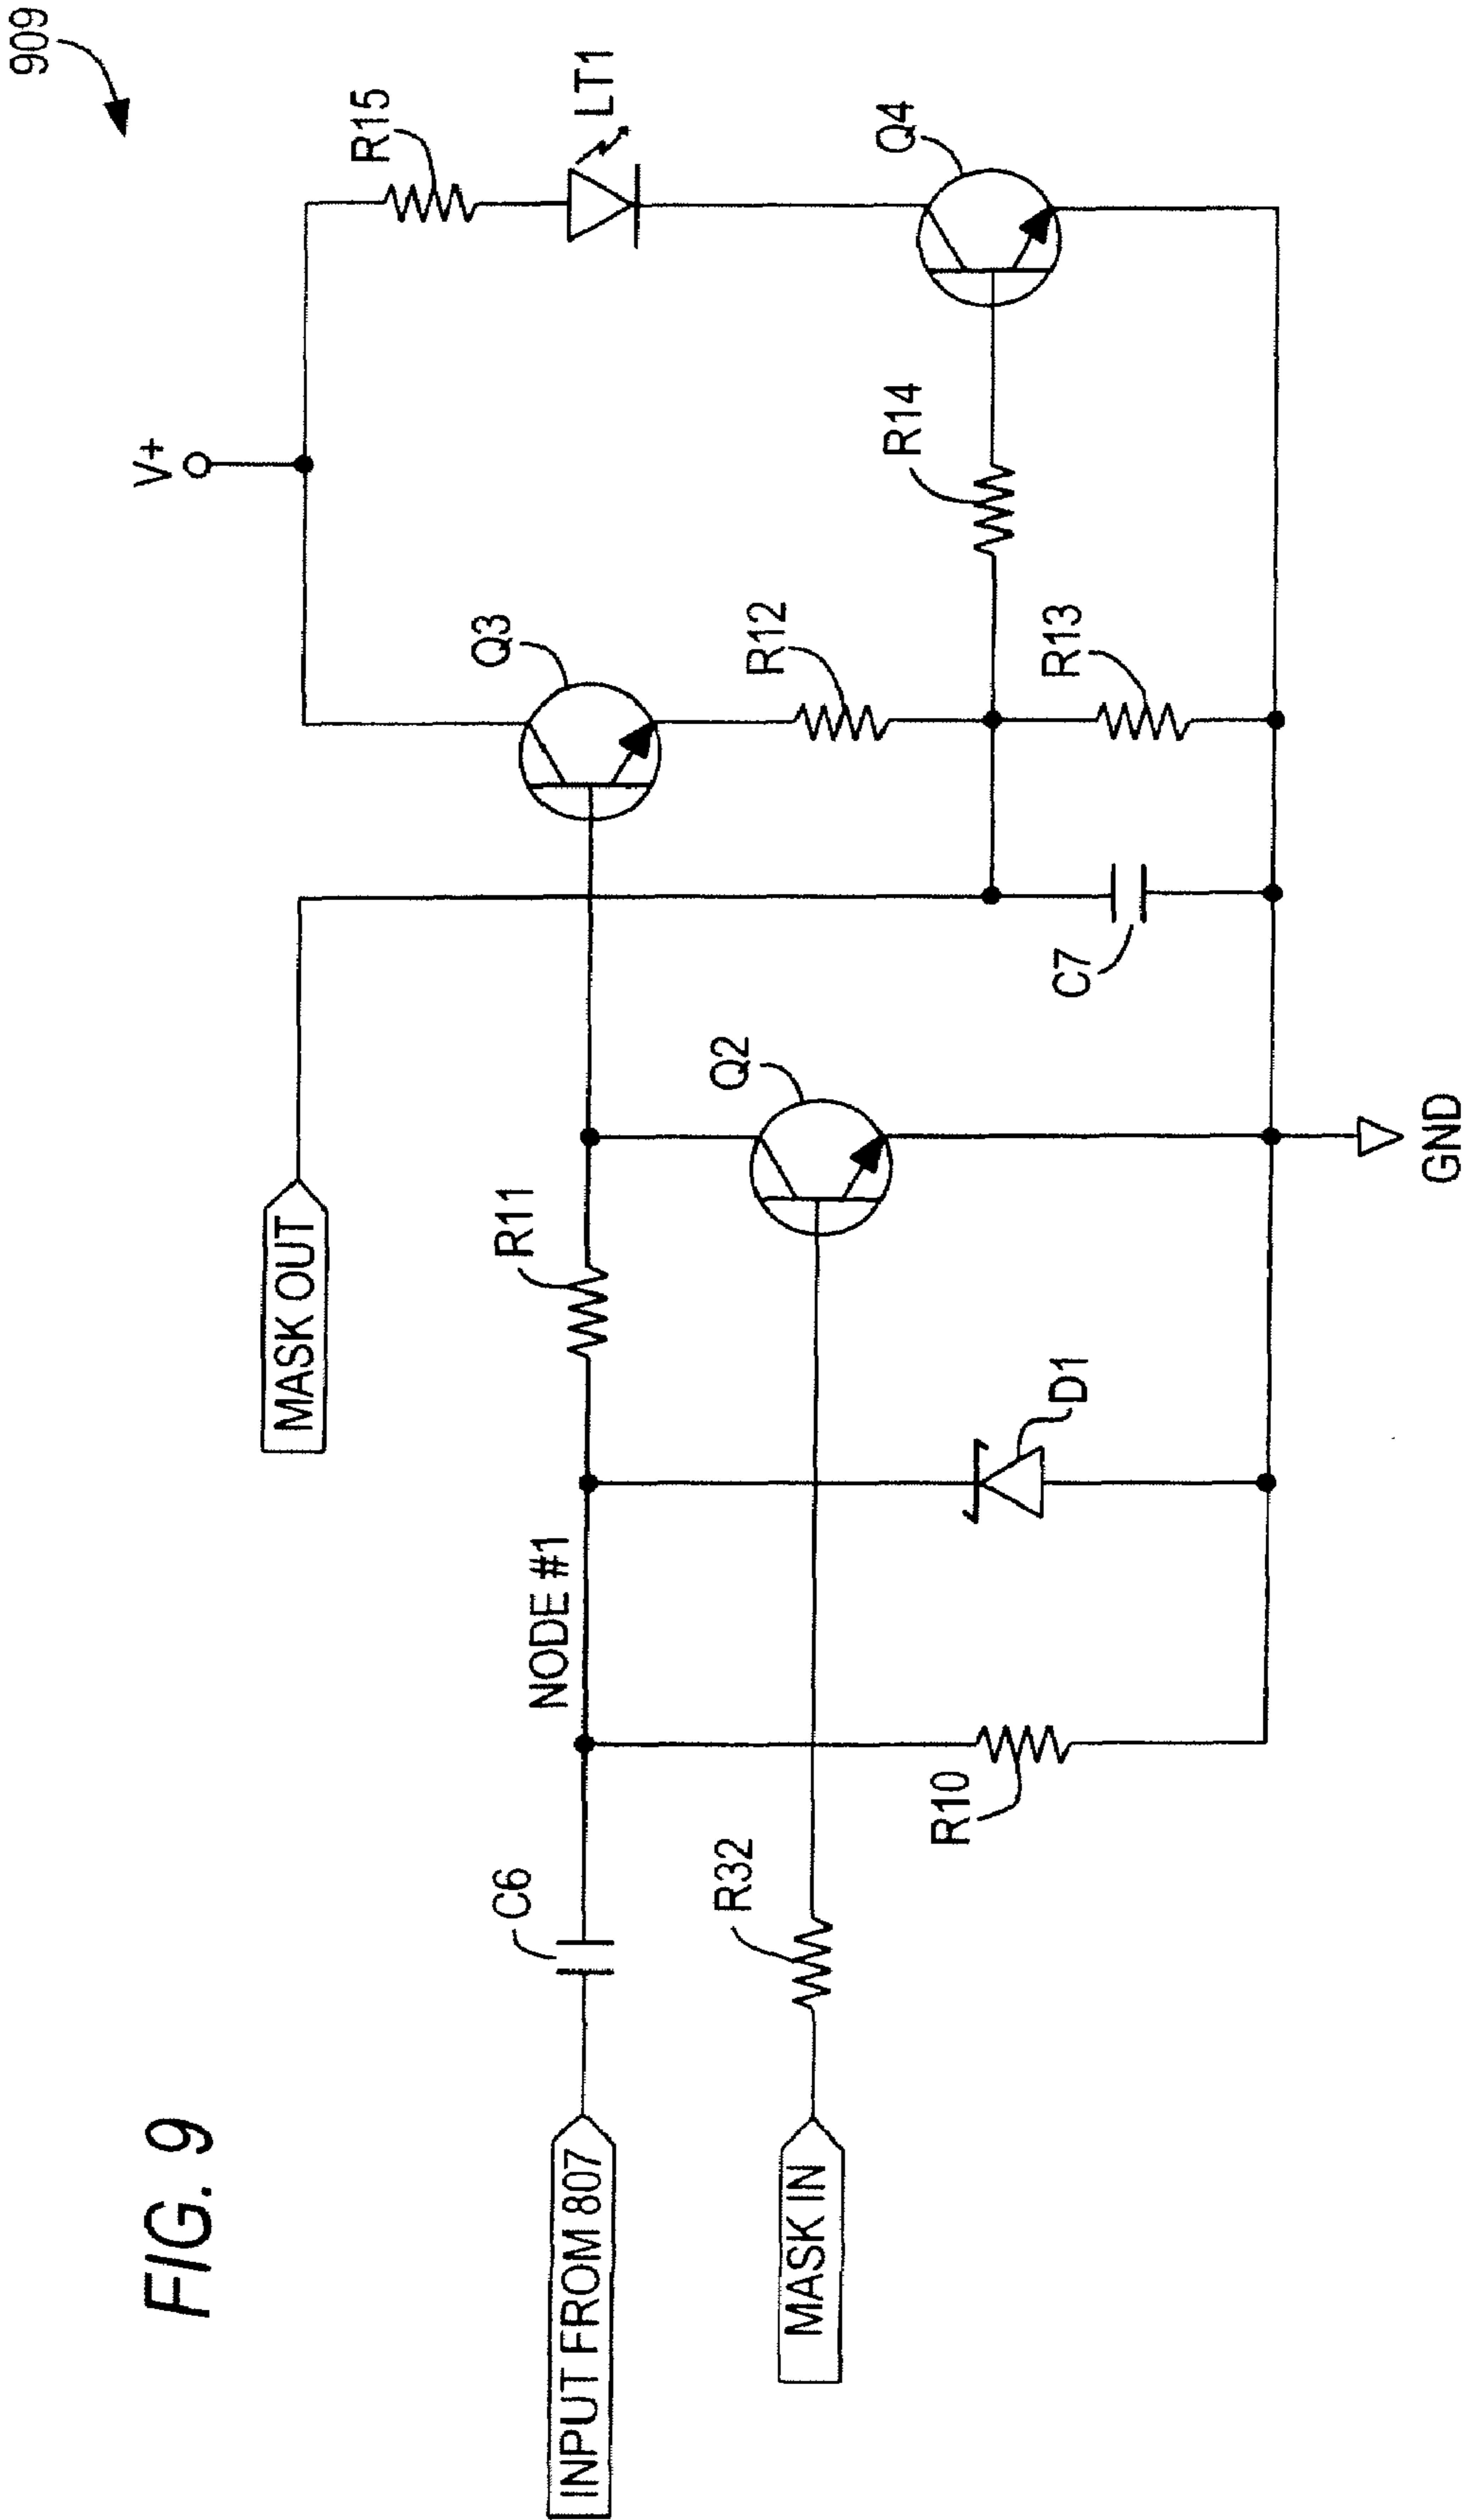 FIG. 9
909
V+
R15
LT1
MASK OUT
Q3
Q4
R14
R12
R13
NODE #1
R11
Q2
C7
INPUT FROM 807
C6
MASK IN
R32
R10
D1
GND